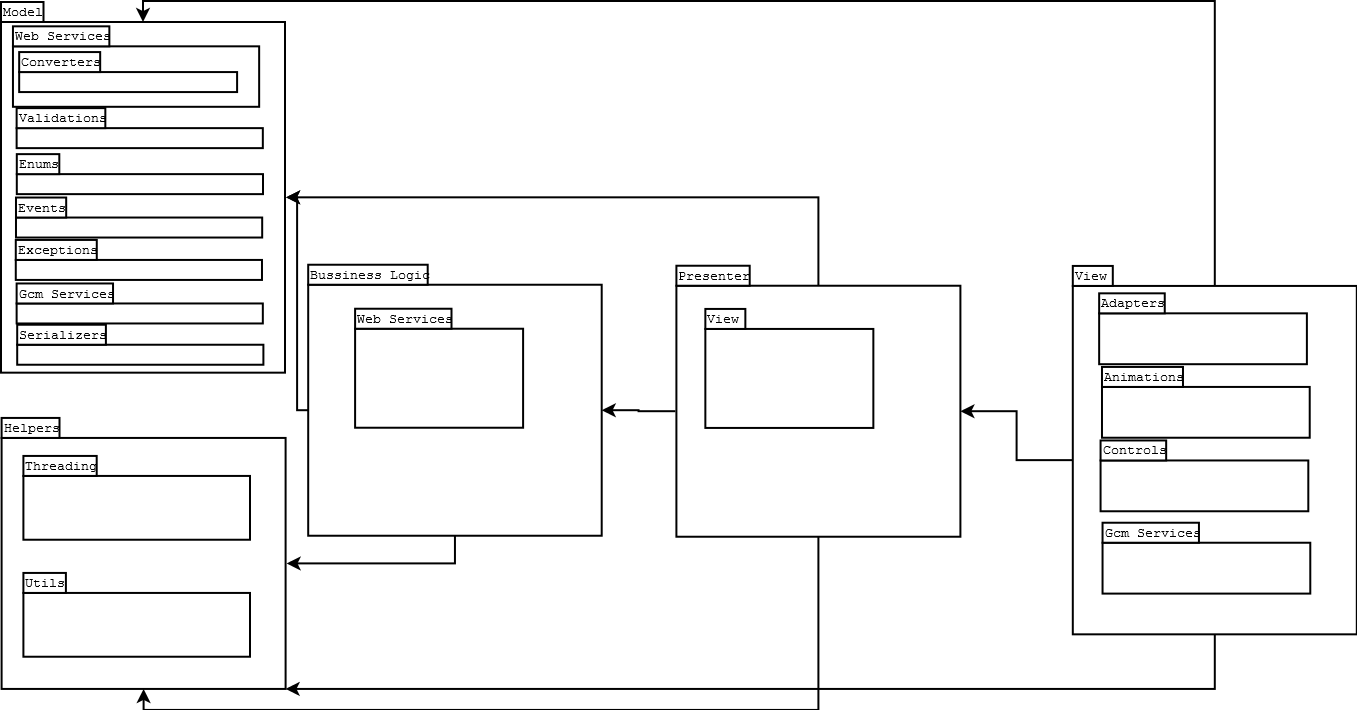 Model
Web Services
Converters
Validations
Enums
Events
Exceptions
Gcm Services
Serializers
Helpers
Threading
Utils
Bussiness Logic
Web Services
Presenter
View
View
Adapters
Animations
Controls
Gcm Services